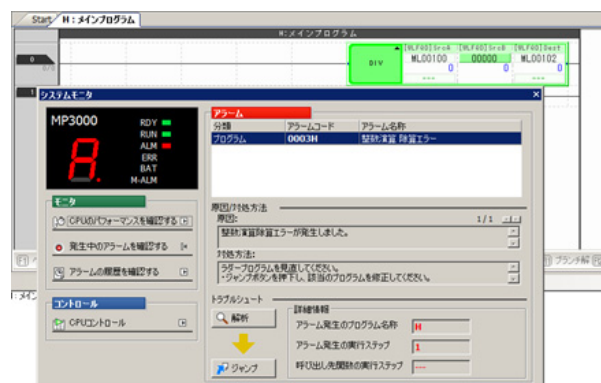 Start H : メインプログラム
H:メインプログラム
[WLFQD]SrcA [WLFQD]SrcB [WLFQD]Dest
DIV ML00100 00000 ML00102
0 0 0
--- ---
0
1
システムモニタ
MP3000
RDY
RUN
ALM
ERR
BAT
M-ALM
モニタ
CPUのパフォーマンスを確認する
発生中のアラームを確認する
アラームの履歴を確認する
コントロール
CPUコントロール
アラーム
分類 アラームコード アラーム名称
プログラム 0003H 整数演算 除算エラー
原因/対処方法
原因: 1/1
整数演算除算エラーが発生しました。
対処方法:
ラダープログラムを見直してください。
・ジャンプボタンを押下し、該当のプログラムを修正してください。
トラブルシュート
解析
ジャンプ
詳細情報
アラーム発生のプログラム名称 H
アラーム発生の実行ステップ 1
呼び出し先関数の実行ステップ ---
ブランチ解